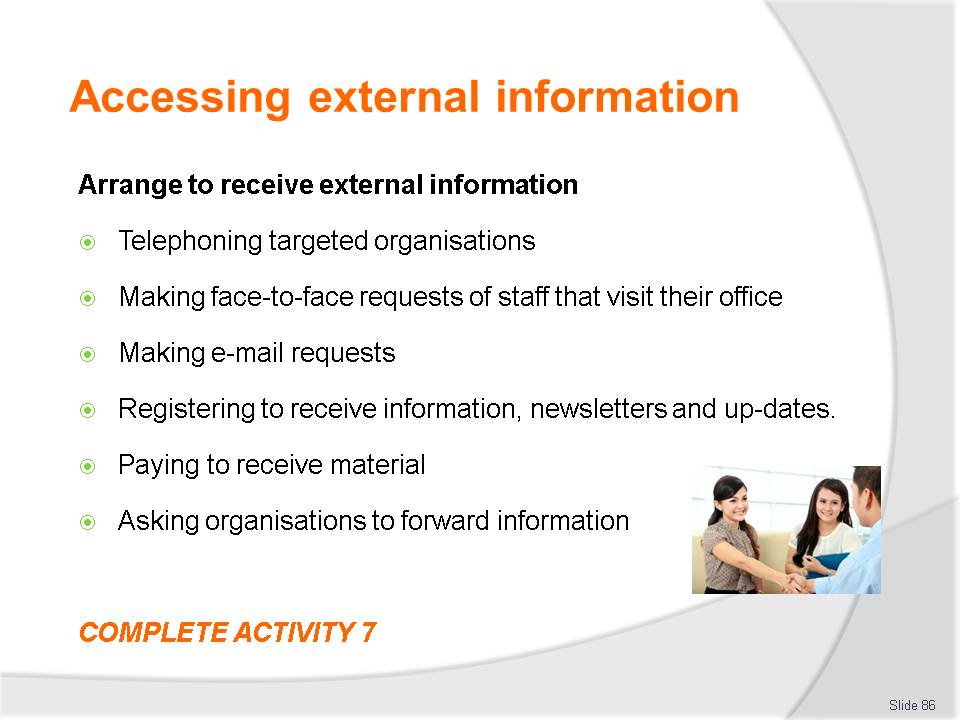 Accessing external information
Arrange to receive external information
Telephoning targeted organisations
Making face-to-face requests of staff that visit their office
Making e-mail requests
Registering to receive information, newsletters and up-dates.
Paying to receive material
Asking organisations to forward information
COMPLETE ACTIVITY 7
Slide 86